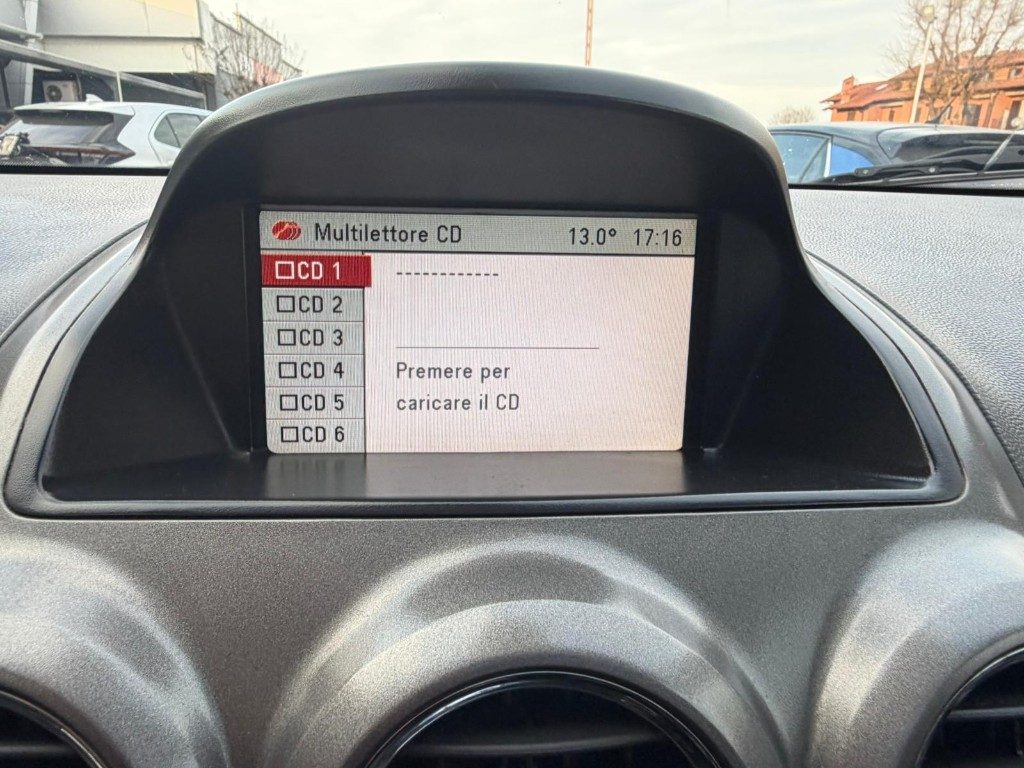 Multilettore CD 13.0° 17:16
CD 1 ------------
CD 2
CD 3
CD 4
CD 5
CD 6
Premere per
caricare il CD